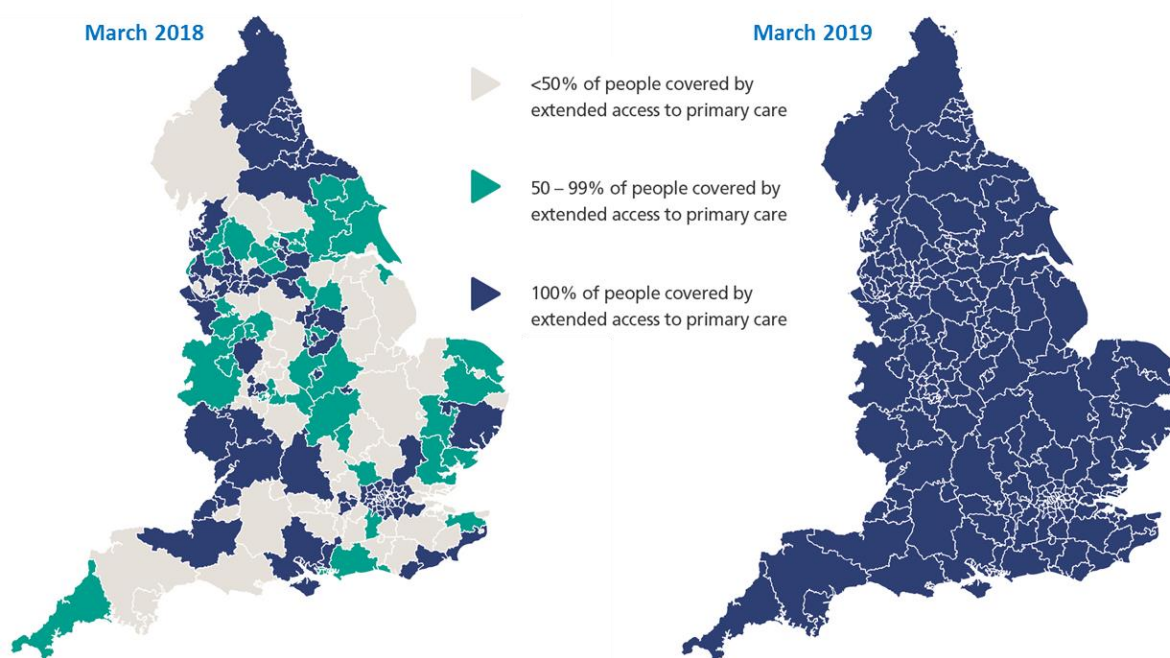 March 2018
March 2019
<50% of people covered by
extended access to primary care
50 – 99% of people covered by
extended access to primary care
100% of people covered by
extended access to primary care